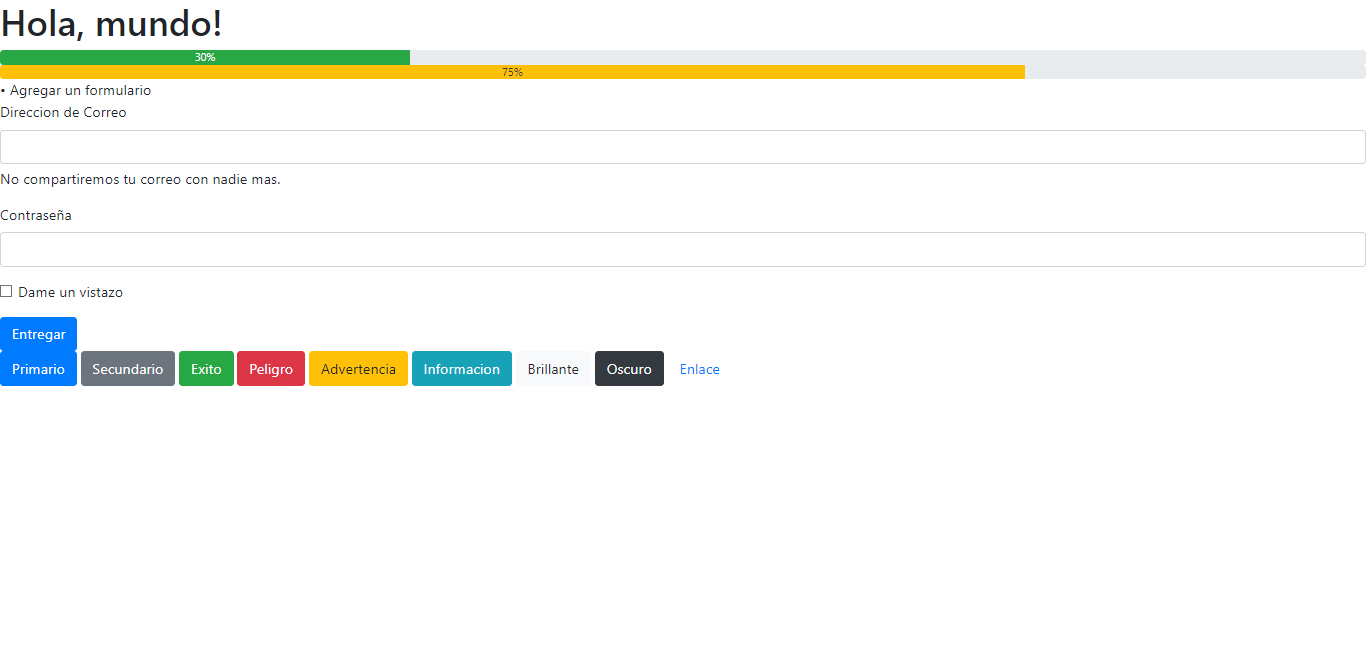 Hola, mundo!
30%
75%
• Agregar un formulario
Direccion de Correo
No compartiremos tu correo con nadie mas.
Contraseña
Dame un vistazo
Entregar
Primario Secundario Exito Peligro Advertencia Informacion Brillante Oscuro Enlace